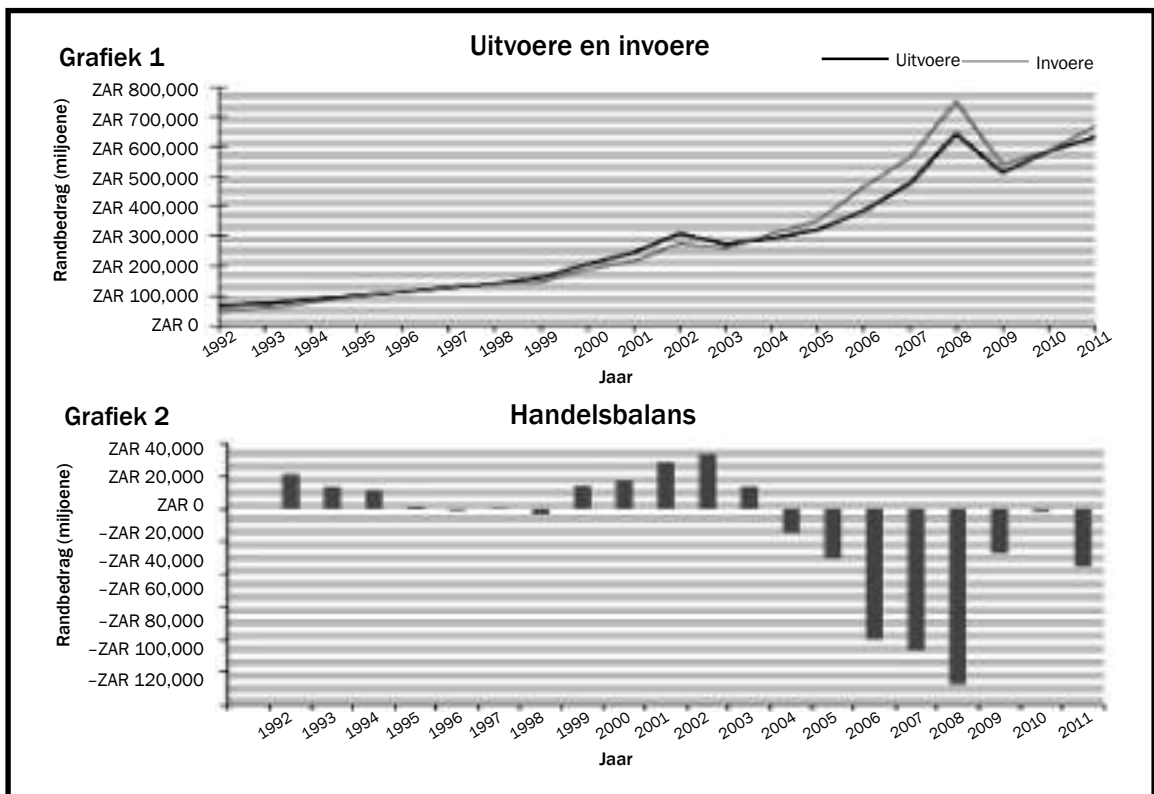 Grafiek 1
Uitvoere en invoere
Uitvoere
Invoere
Randbedrag (miljoene)
ZAR 800,000
ZAR 700,000
ZAR 600,000
ZAR 500,000
ZAR 400,000
ZAR 300,000
ZAR 200,000
ZAR 100,000
ZAR 0
1992 1993 1994 1995 1996 1997 1998 1999 2000 2001 2002 2003 2004 2005 2006 2007 2008 2009 2010 2011
Jaar
Grafiek 2
Handelsbalans
Randbedrag (miljoene)
ZAR 40,000
ZAR 20,000
ZAR 0
–ZAR 20,000
–ZAR 40,000
–ZAR 60,000
–ZAR 80,000
–ZAR 100,000
–ZAR 120,000
1992 1993 1994 1995 1996 1997 1998 1999 2000 2001 2002 2003 2004 2005 2006 2007 2008 2009 2010 2011
Jaar